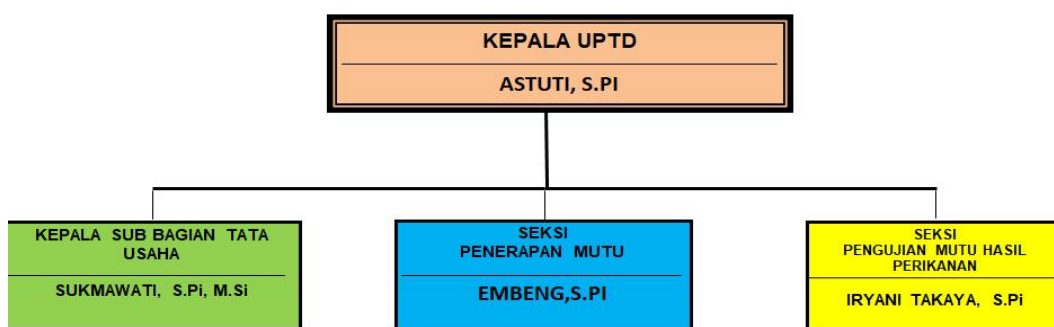 KEPALA UPTD
ASTUTI, S.PI
KEPALA SUB BAGIAN TATA
USAHA
SUKMAWATI, S.Pi, M.Si
SEKSI
PENERAPAN MUTU
EMBENG,S.PI
SEKSI
PENGUJIAN MUTU HASIL
PERIKANAN
IRYANI TAKAYA, S.Pi